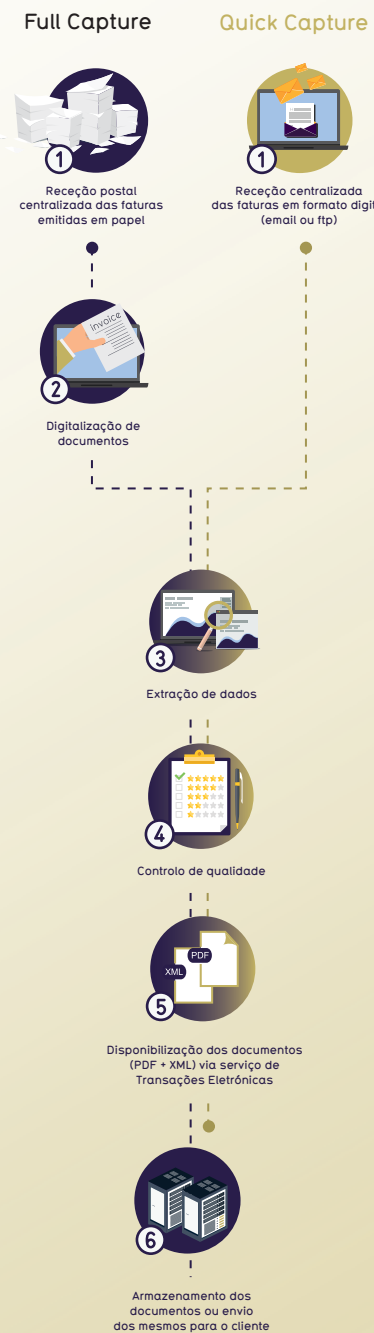 Full Capture
Quick Capture
1
Receção postal
centralizada das faturas
emitidas em papel
1
Receção centralizada
das faturas em formato digit
(email ou ftp)
invoice
2
Digitalização de
documentos
3
Extração de dados
4
Controlo de qualidade
PDF
XML
5
Disponibilização dos documentos
(PDF + XML) via serviço de
Transações Eletrónicas
6
Armazenamento dos
documentos ou envio
dos mesmos para o cliente